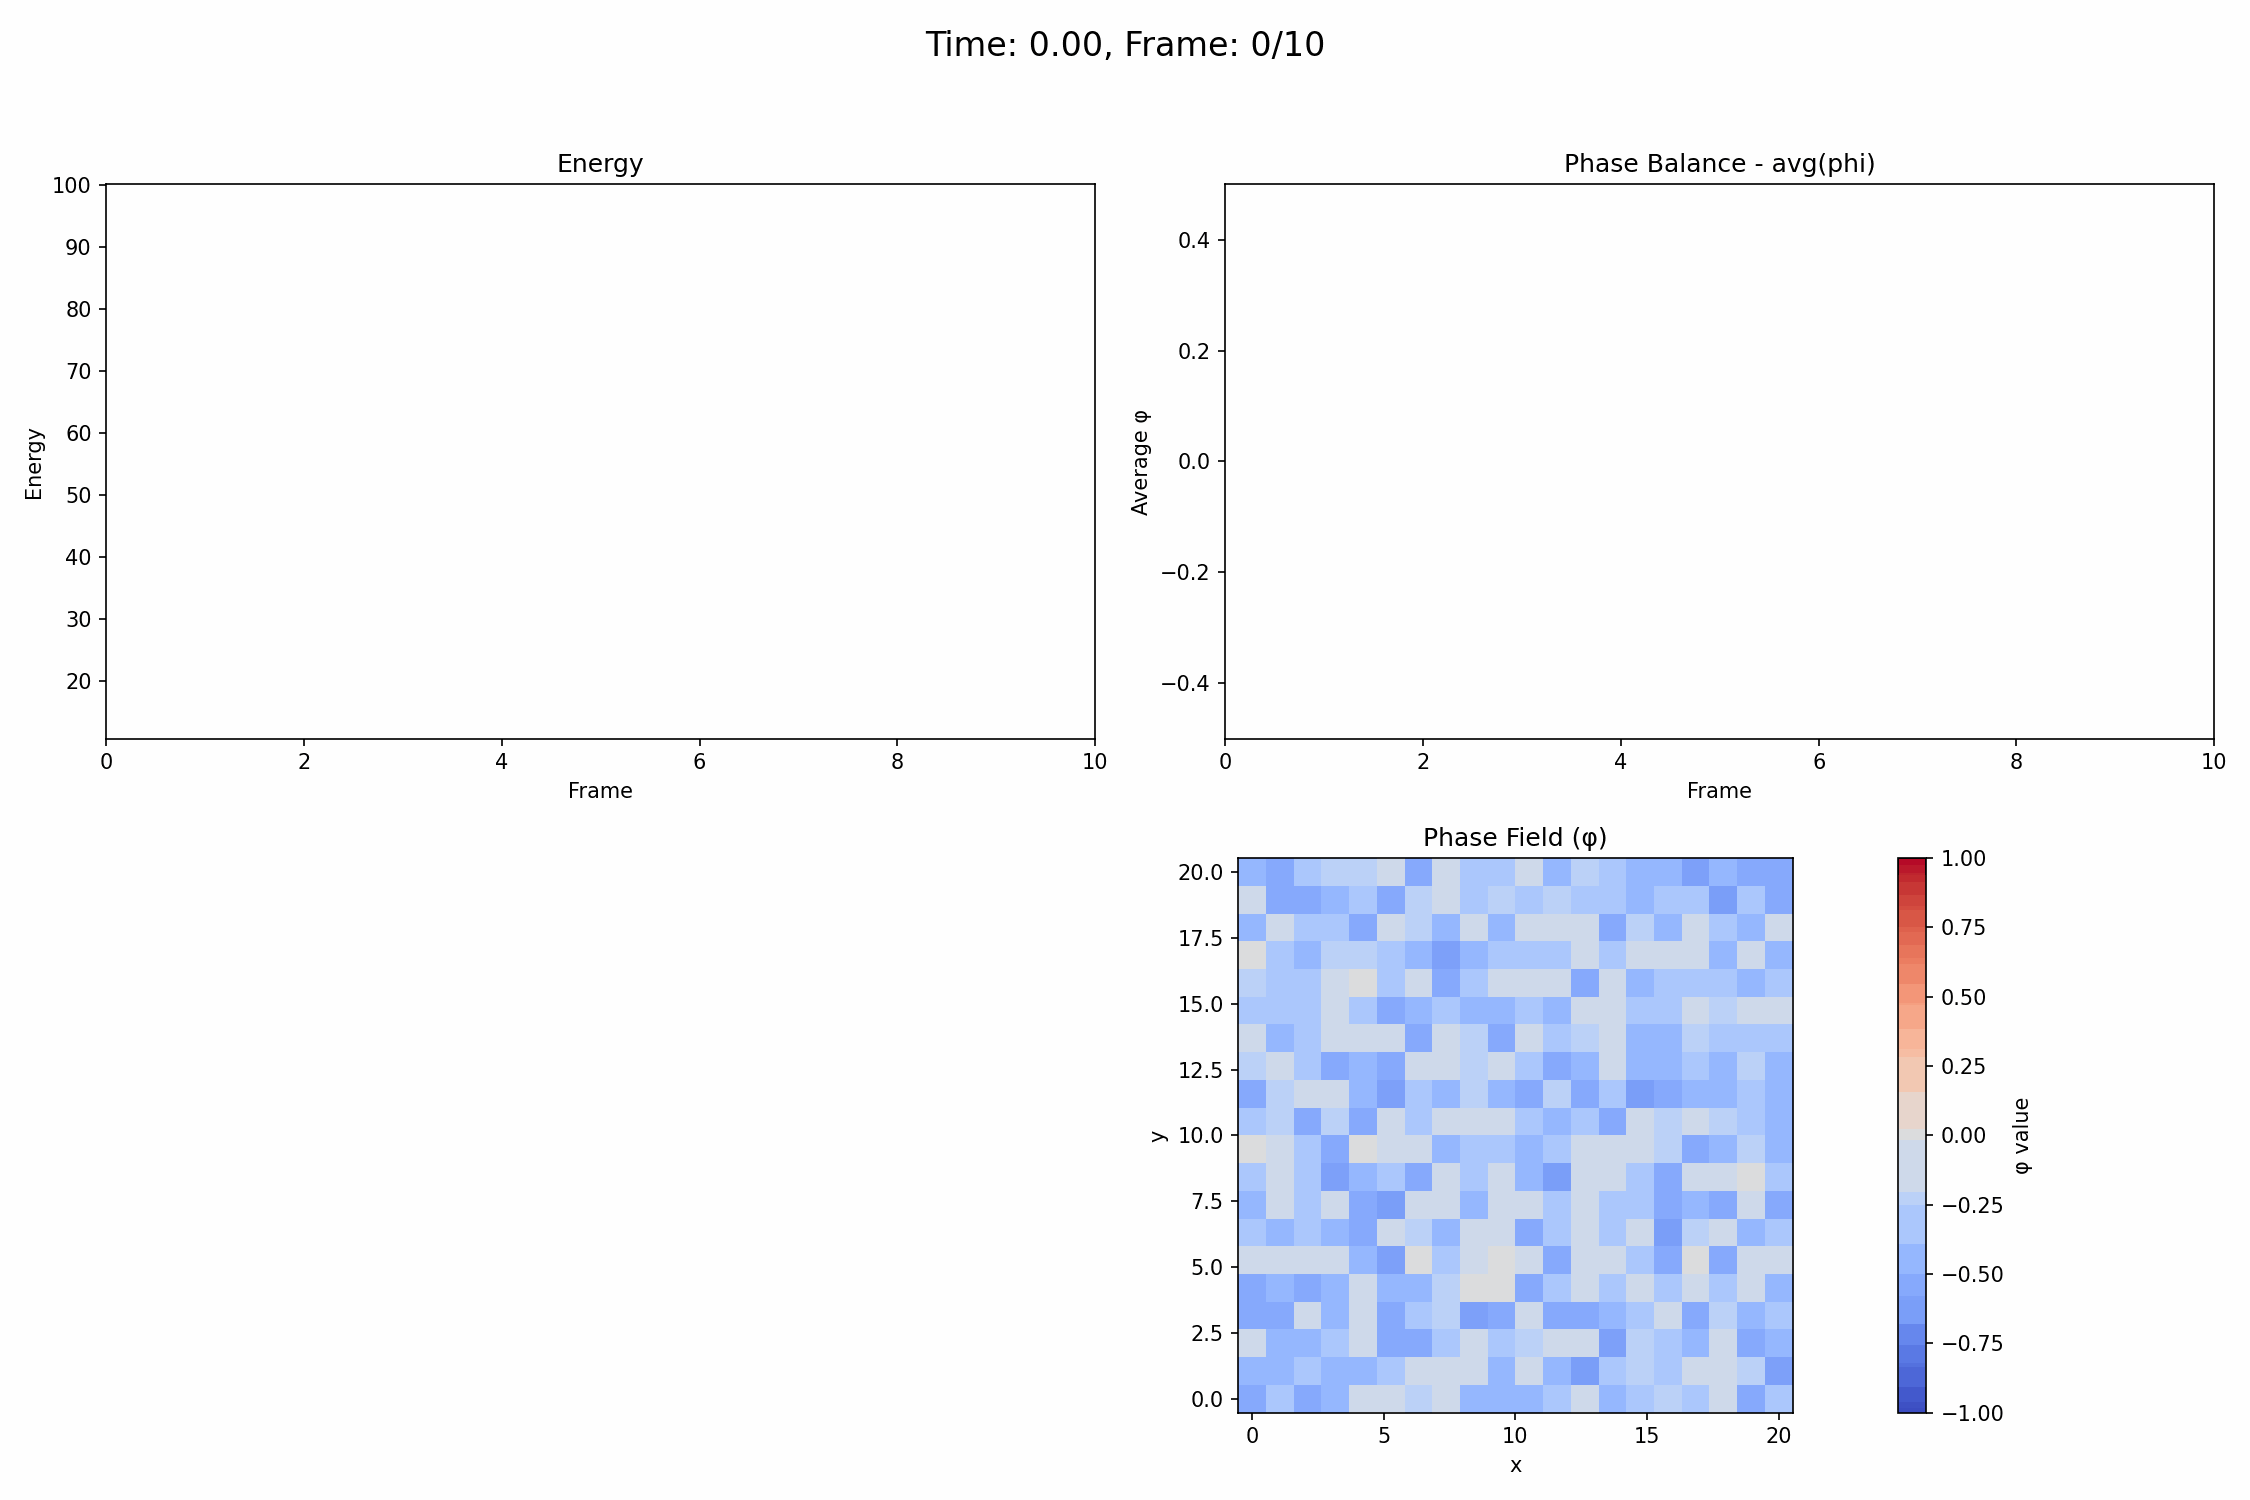 Time: 0.00, Frame: 0/10
Energy
100
90
80
70
60
50
40
30
20
Energy
0 2 4 6 8 10
Frame
Phase Balance - avg(phi)
0.4
0.2
0.0
−0.2
−0.4
Average φ
0 2 4 6 8 10
Frame
Phase Field (φ)
20.0
17.5
15.0
12.5
10.0
7.5
5.0
2.5
0.0
y
0 5 10 15 20
x
1.00
0.75
0.50
0.25
0.00
−0.25
−0.50
−0.75
−1.00
φ value